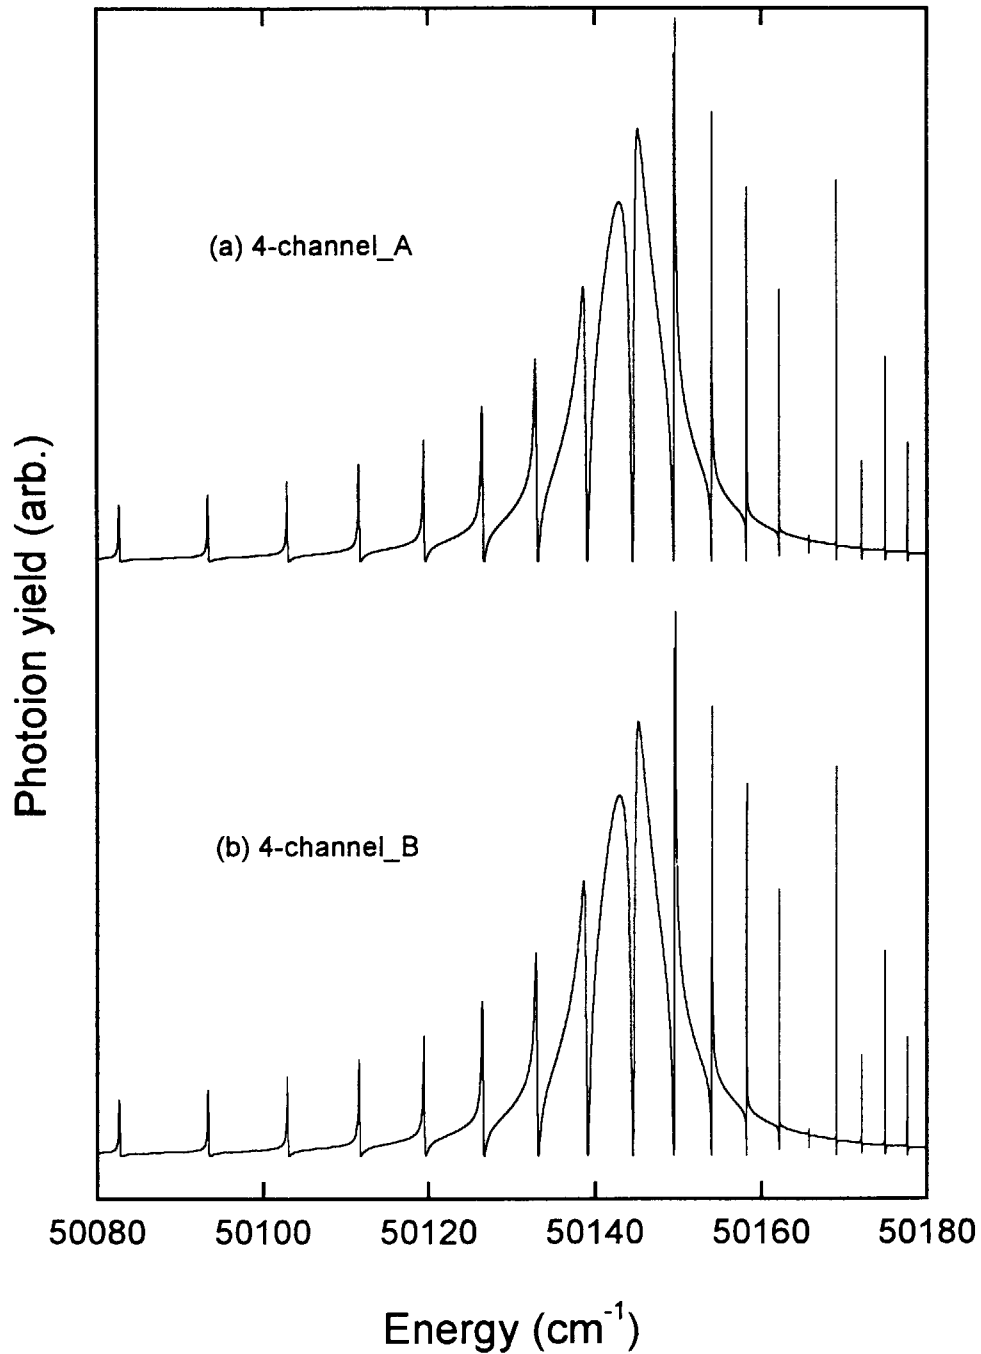 (a) 4-channel_A
Photoion yield (arb.)
(b) 4-channel_B
50080 50100 50120 50140 50160 50180
Energy (cm⁻¹)